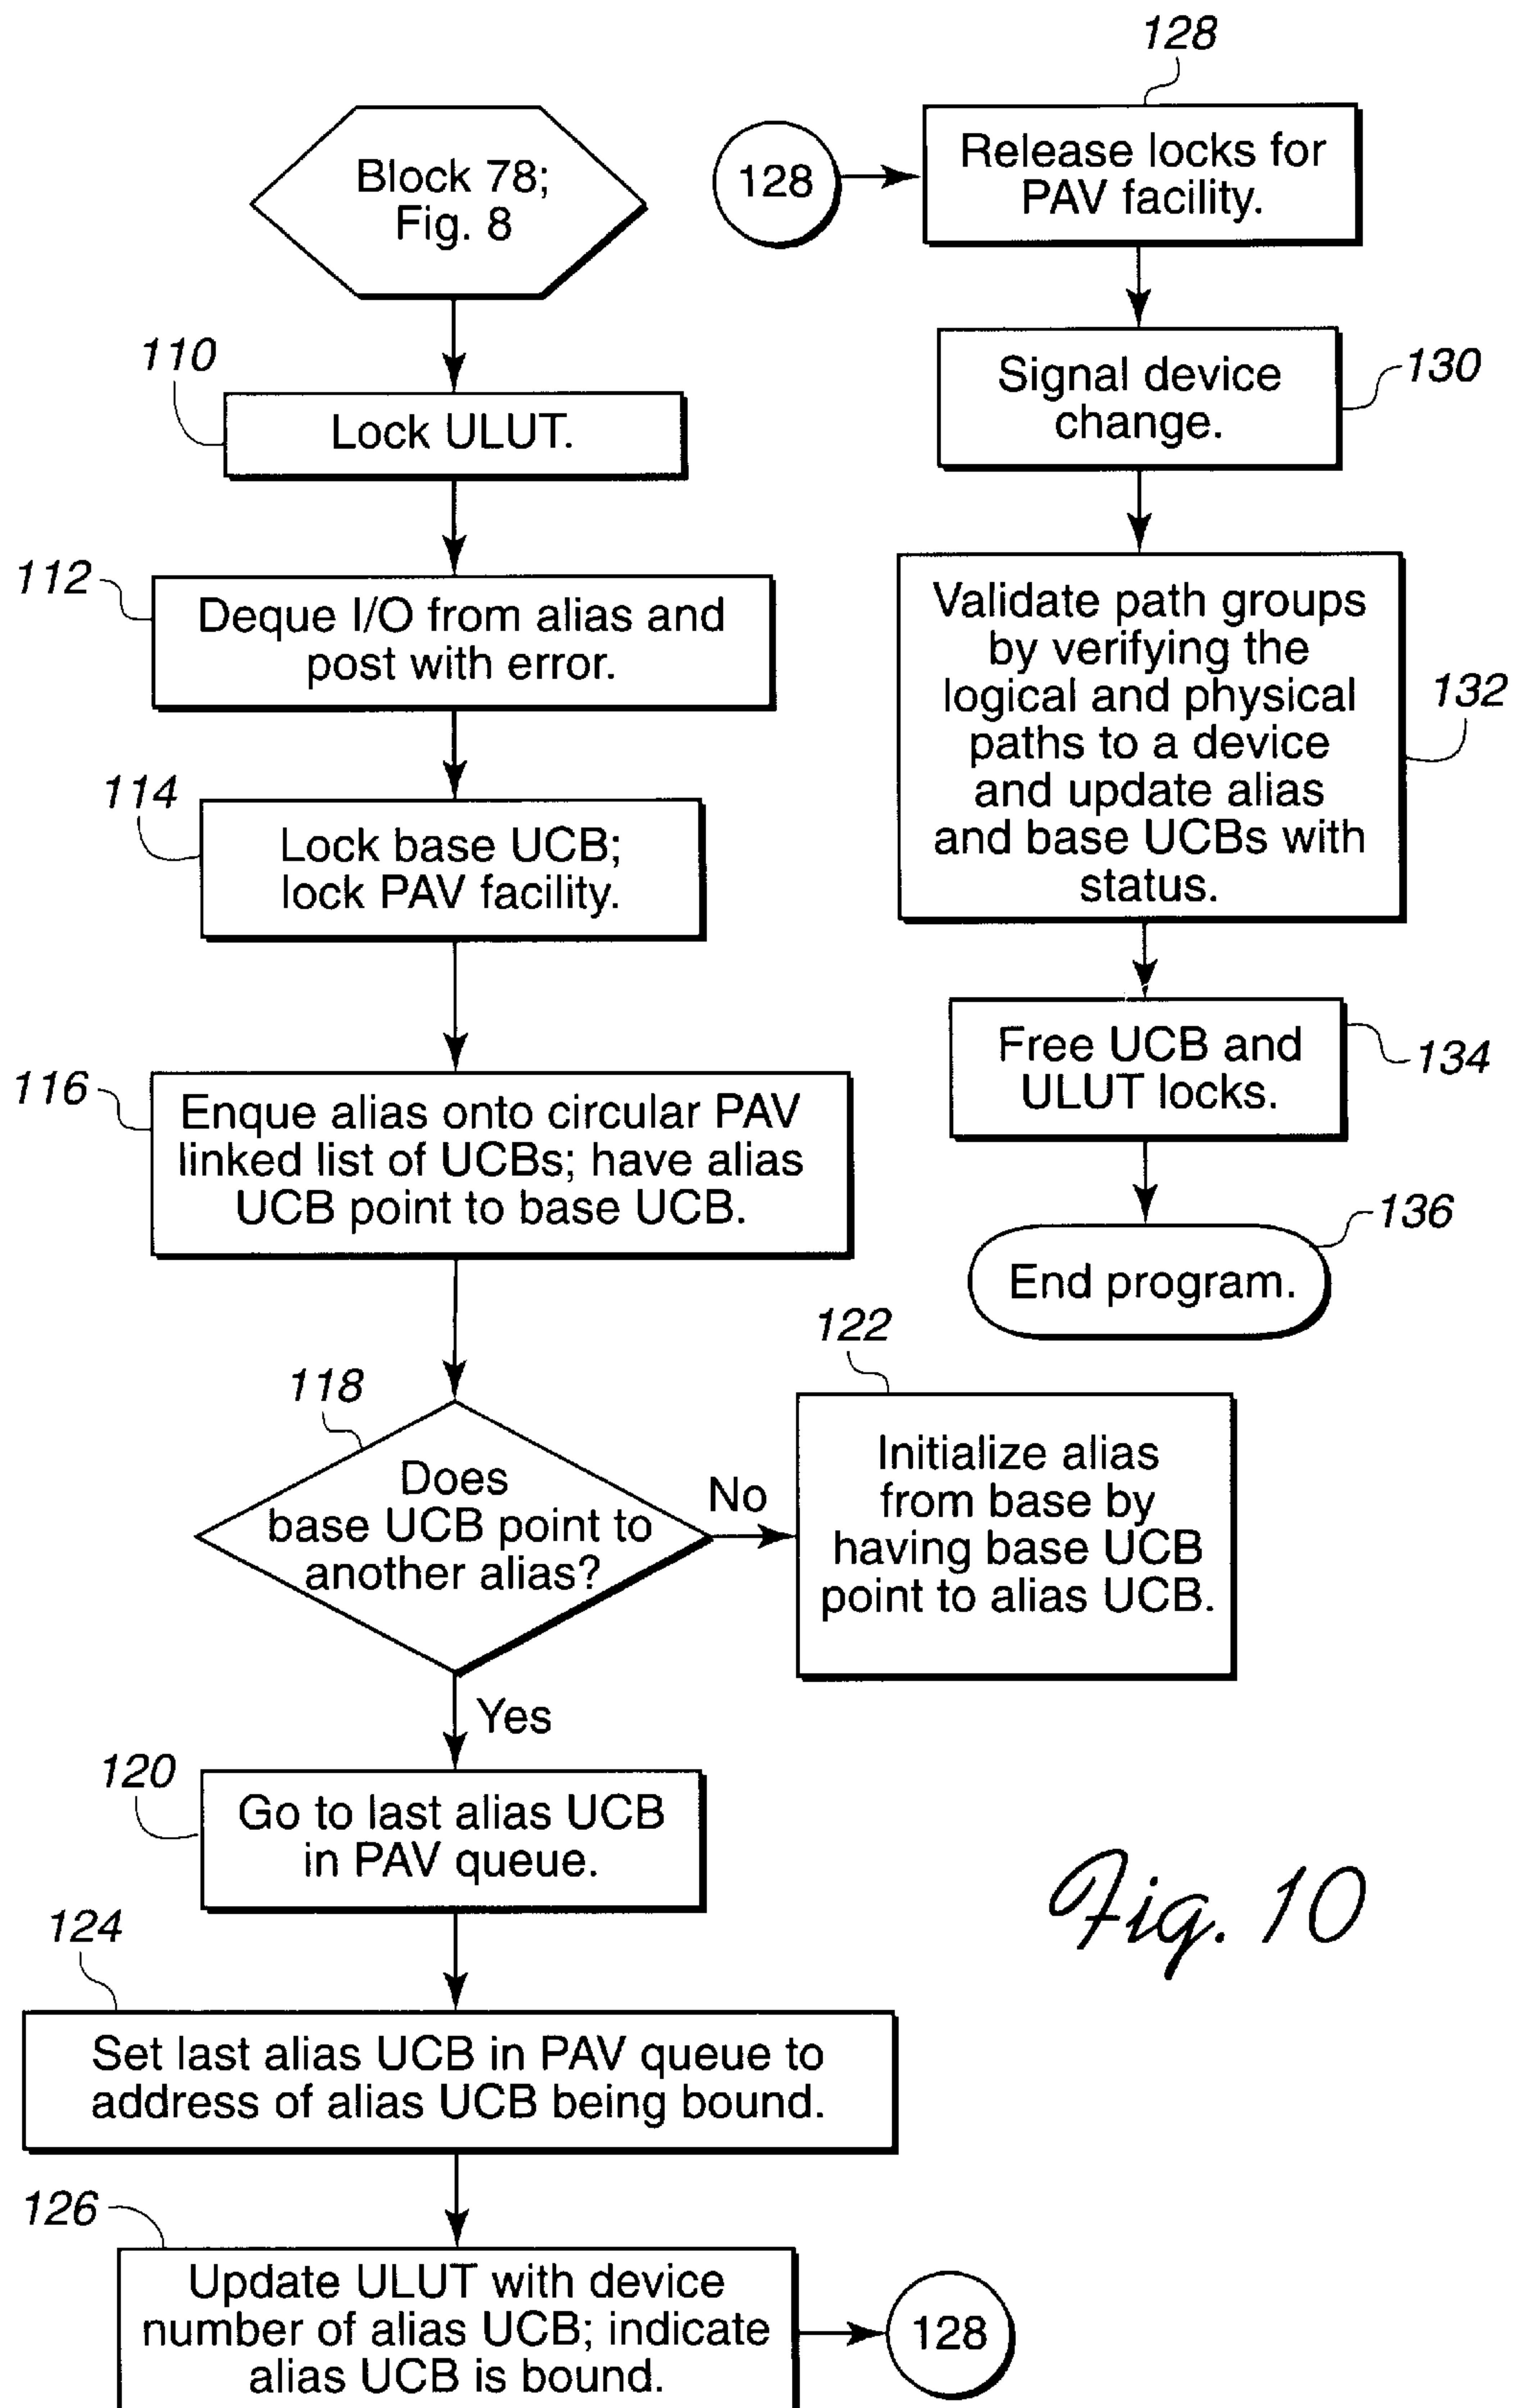 Block 78;
Fig. 8
110
Lock ULUT.
112
Deque I/O from alias and
post with error.
114
Lock base UCB;
lock PAV facility.
116
Enque alias onto circular PAV
linked list of UCBs; have alias
UCB point to base UCB.
118
Does
base UCB point to
another alias?
No
122
Initialize alias
from base by
having base UCB
point to alias UCB.
Yes
120
Go to last alias UCB
in PAV queue.
124
Set last alias UCB in PAV queue to
address of alias UCB being bound.
126
Update ULUT with device
number of alias UCB; indicate
alias UCB is bound.
128
128
128
Release locks for
PAV facility.
130
Signal device
change.
132
Validate path groups
by verifying the
logical and physical
paths to a device
and update alias
and base UCBs with
status.
134
Free UCB and
ULUT locks.
136
End program.
Fig. 10